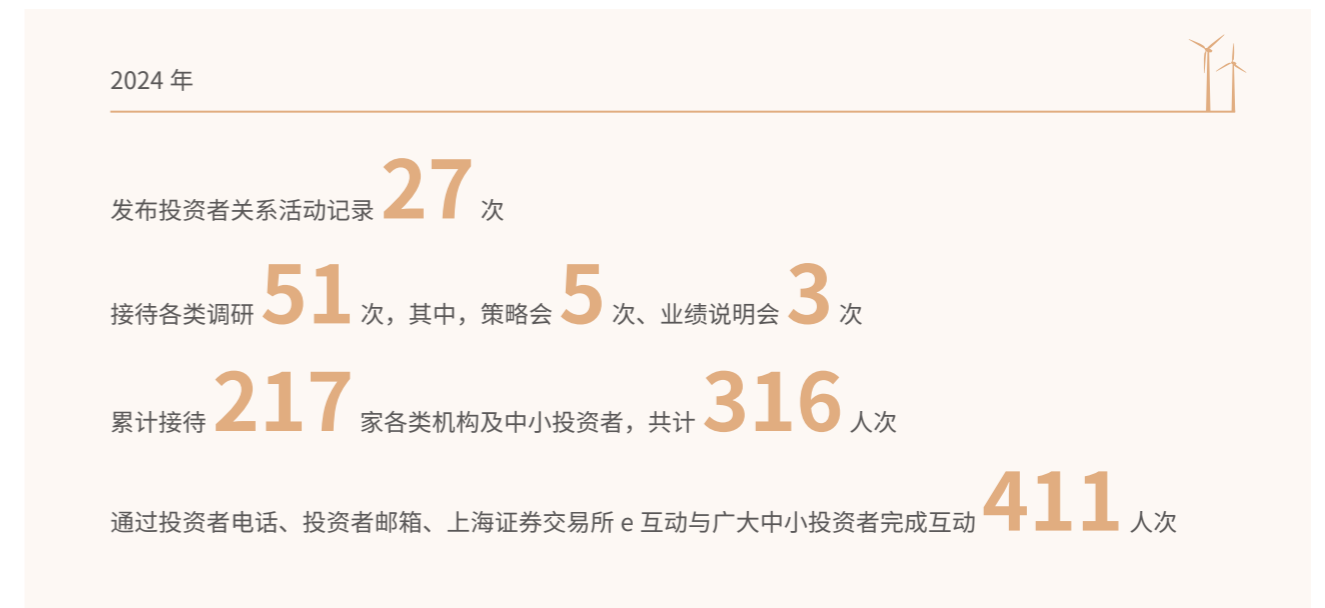 2024 年
发布投资者关系活动记录 27 次
接待各类调研 51 次，其中，策略会 5 次、业绩说明会 3 次
累计接待 217 家各类机构及中小投资者，共计 316 人次
通过投资者电话、投资者邮箱、上海证券交易所 e 互动与广大中小投资者完成互动 411 人次